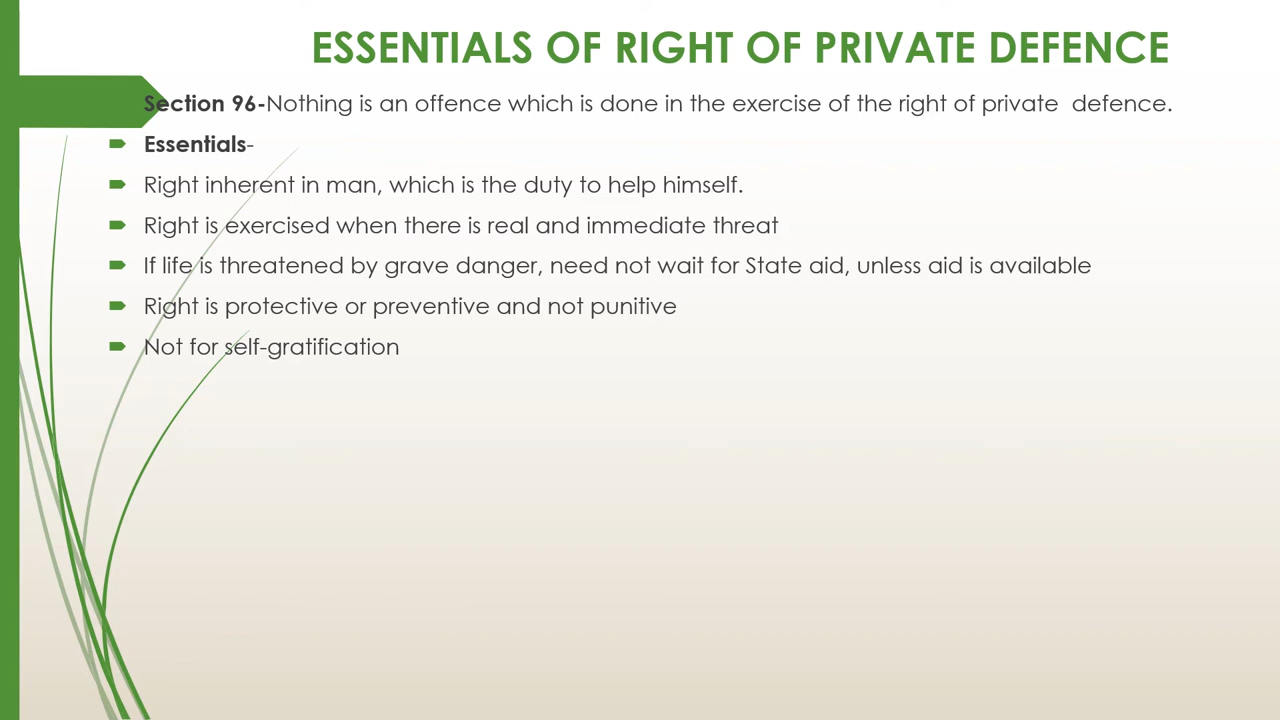 ESSENTIALS OF RIGHT OF PRIVATE DEFENCE
Section 96-Nothing is an offence which is done in the exercise of the right of private  defence.
Essentials-
Right inherent in man, which is the duty to help himself.
Right is exercised when there is real and immediate threat
If life is threatened by grave danger, need not wait for State aid, unless aid is available
Right is protective or preventive and not punitive
Not for self-gratification